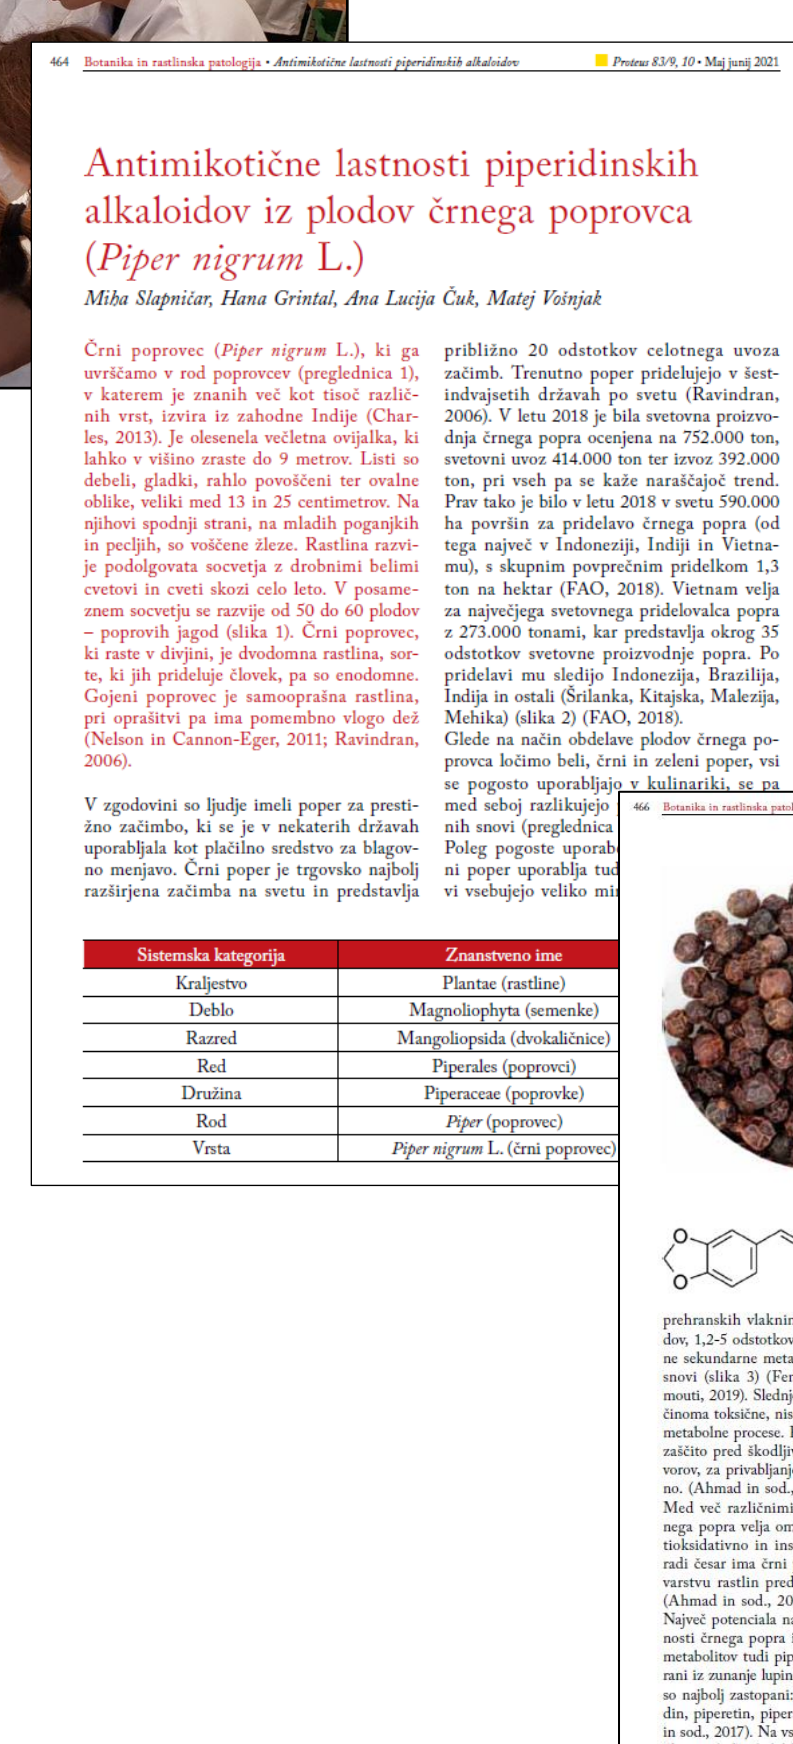 464 Botanika in rastlinska patologija • Antimikotične lastnosti piperidinskih alkaloidov Proteus 83/9, 10 • Maj junij 2021
Antimikotične lastnosti piperidinskih
alkaloidov iz plodov črnega poprovca
(Piper nigrum L.)
Miha Slapničar, Hana Grintal, Ana Lucija Čuk, Matej Vošnjak
Črni poprovec (Piper nigrum L.), ki ga
uvrščamo v rod poprovcev (preglednica 1),
v katerem je znanih več kot tisoč različ-
nih vrst, izvira iz zahodne Indije (Char-
les, 2013). Je olesenela večletna ovijalka, ki
lahko v višino zraste do 9 metrov. Listi so
debeli, gladki, rahlo povoščeni ter ovalne
oblike, veliki med 13 in 25 centimetrov. Na
njihovi spodnji strani, na mladih poganjkih
in pecljih, so voščene žleze. Rastlina razvi-
je podolgovata socvetja z drobnimi belimi
cvetovi in cveti skozi celo leto. V posame-
znem socvetju se razvije od 50 do 60 plodov
– poprovih jagod (slika 1). Črni poprovec,
ki raste v divjini, je dvodomna rastlina, sor-
te, ki jih prideluje človek, pa so enodomne.
Gojeni poprovec je samooprašna rastlina,
pri oprašitvi pa ima pomembno vlogo dež
(Nelson in Cannon-Eger, 2011; Ravindran,
2006).
V zgodovini so ljudje imeli poper za presti-
žno začimbo, ki se je v nekaterih državah
uporabljala kot plačilno sredstvo za blagov-
no menjavo. Črni poper je trgovsko najbolj
razširjena začimba na svetu in predstavlja
približno 20 odstotkov celotnega uvoza
začimb. Trenutno poper pridelujejo v šest-
indvajsetih državah po svetu (Ravindran,
2006). V letu 2018 je bila svetovna proizvo-
dnja črnega popra ocenjena na 752.000 ton,
svetovni uvoz 414.000 ton ter izvoz 392.000
ton, pri vseh pa se kaže naraščajoč trend.
Prav tako je bilo v letu 2018 v svetu 590.000
ha površin za pridelavo črnega popra (od
tega največ v Indoneziji, Indiji in Vietna-
mu), s skupnim povprečnim pridelkom 1,3
ton na hektar (FAO, 2018). Vietnam velja
za največjega svetovnega pridelovalca popra
z 273.000 tonami, kar predstavlja okrog 35
odstotkov svetovne proizvodnje popra. Po
pridelavi mu sledijo Indonezija, Brazilija,
Indija in ostali (Šrilanka, Kitajska, Malezija,
Mehika) (slika 2) (FAO, 2018).
Glede na način obdelave plodov črnega po-
provca ločimo beli, črni in zeleni poper, vsi
se pogosto uporabljajo v kulinariki, se pa
med seboj razlikujejo
nih snovi (preglednica
Poleg pogoste uporab
ni poper uporablja tud
vi vsebujejo veliko mi
Sistemska kategorija Znanstveno ime
Kraljestvo Plantae (rastline)
Deblo Magnoliophyta (semenke)
Razred Mangoliopsida (dvokaličnice)
Red Piperales (poprovci)
Družina Piperaceae (poprovke)
Rod Piper (poprovec)
Vrsta Piper nigrum L. (črni poprovec)
466 Botanika in rastlinska patol
O
O
prehranskih vlaknin
dov, 1,2-5 odstotkov
ne sekundarne meta
snovi (slika 3) (Fer
mouti, 2019). Slednj
činoma toksične, nis
metabolne procese.
zaščito pred škodljiv
vorov, za privabljanj
no. (Ahmad in sod.,
Med več različnimi
nega popra velja om
tioksidativno in ins
radi česar ima črni
varstvu rastlin pred
(Ahmad in sod., 20
Največ potenciala na
nosti črnega popra i
metabolitov tudi pip
rani iz zunanje lupin
so najbolj zastopani:
din, piperetin, piper
in sod., 2017). Na vs